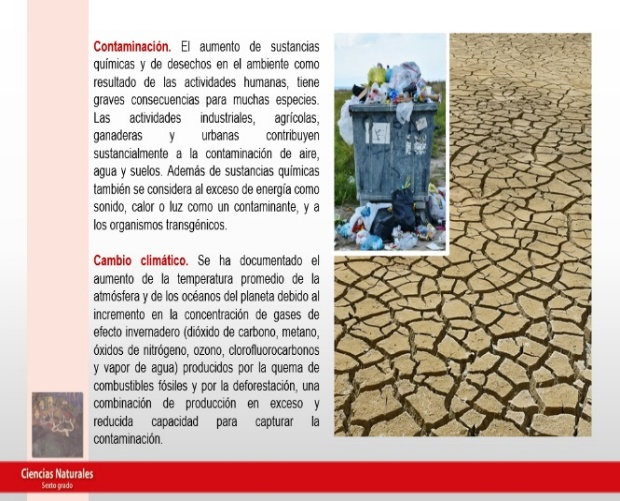 Contaminación. El aumento de sustancias
químicas y de desechos en el ambiente como
resultado de las actividades humanas, tiene
graves consecuencias para muchas especies.
Las actividades industriales, agrícolas,
ganaderas y urbanas contribuyen
sustancialmente a la contaminación de aire,
agua y suelos. Además de sustancias químicas
también se considera al exceso de energía como
sonido, calor o luz como un contaminante, y a
los organismos transgénicos.
Cambio climático. Se ha documentado el
aumento de la temperatura promedio de la
atmósfera y de los océanos del planeta debido al
incremento en la concentración de gases de
efecto invernadero (dióxido de carbono, metano,
óxidos de nitrógeno, ozono, clorofluorocarbonos
y vapor de agua) producidos por la quema de
combustibles fósiles y por la deforestación, una
combinación de producción en exceso y
reducida capacidad para capturar la
contaminación.
Ciencias Naturales
Sexto grado